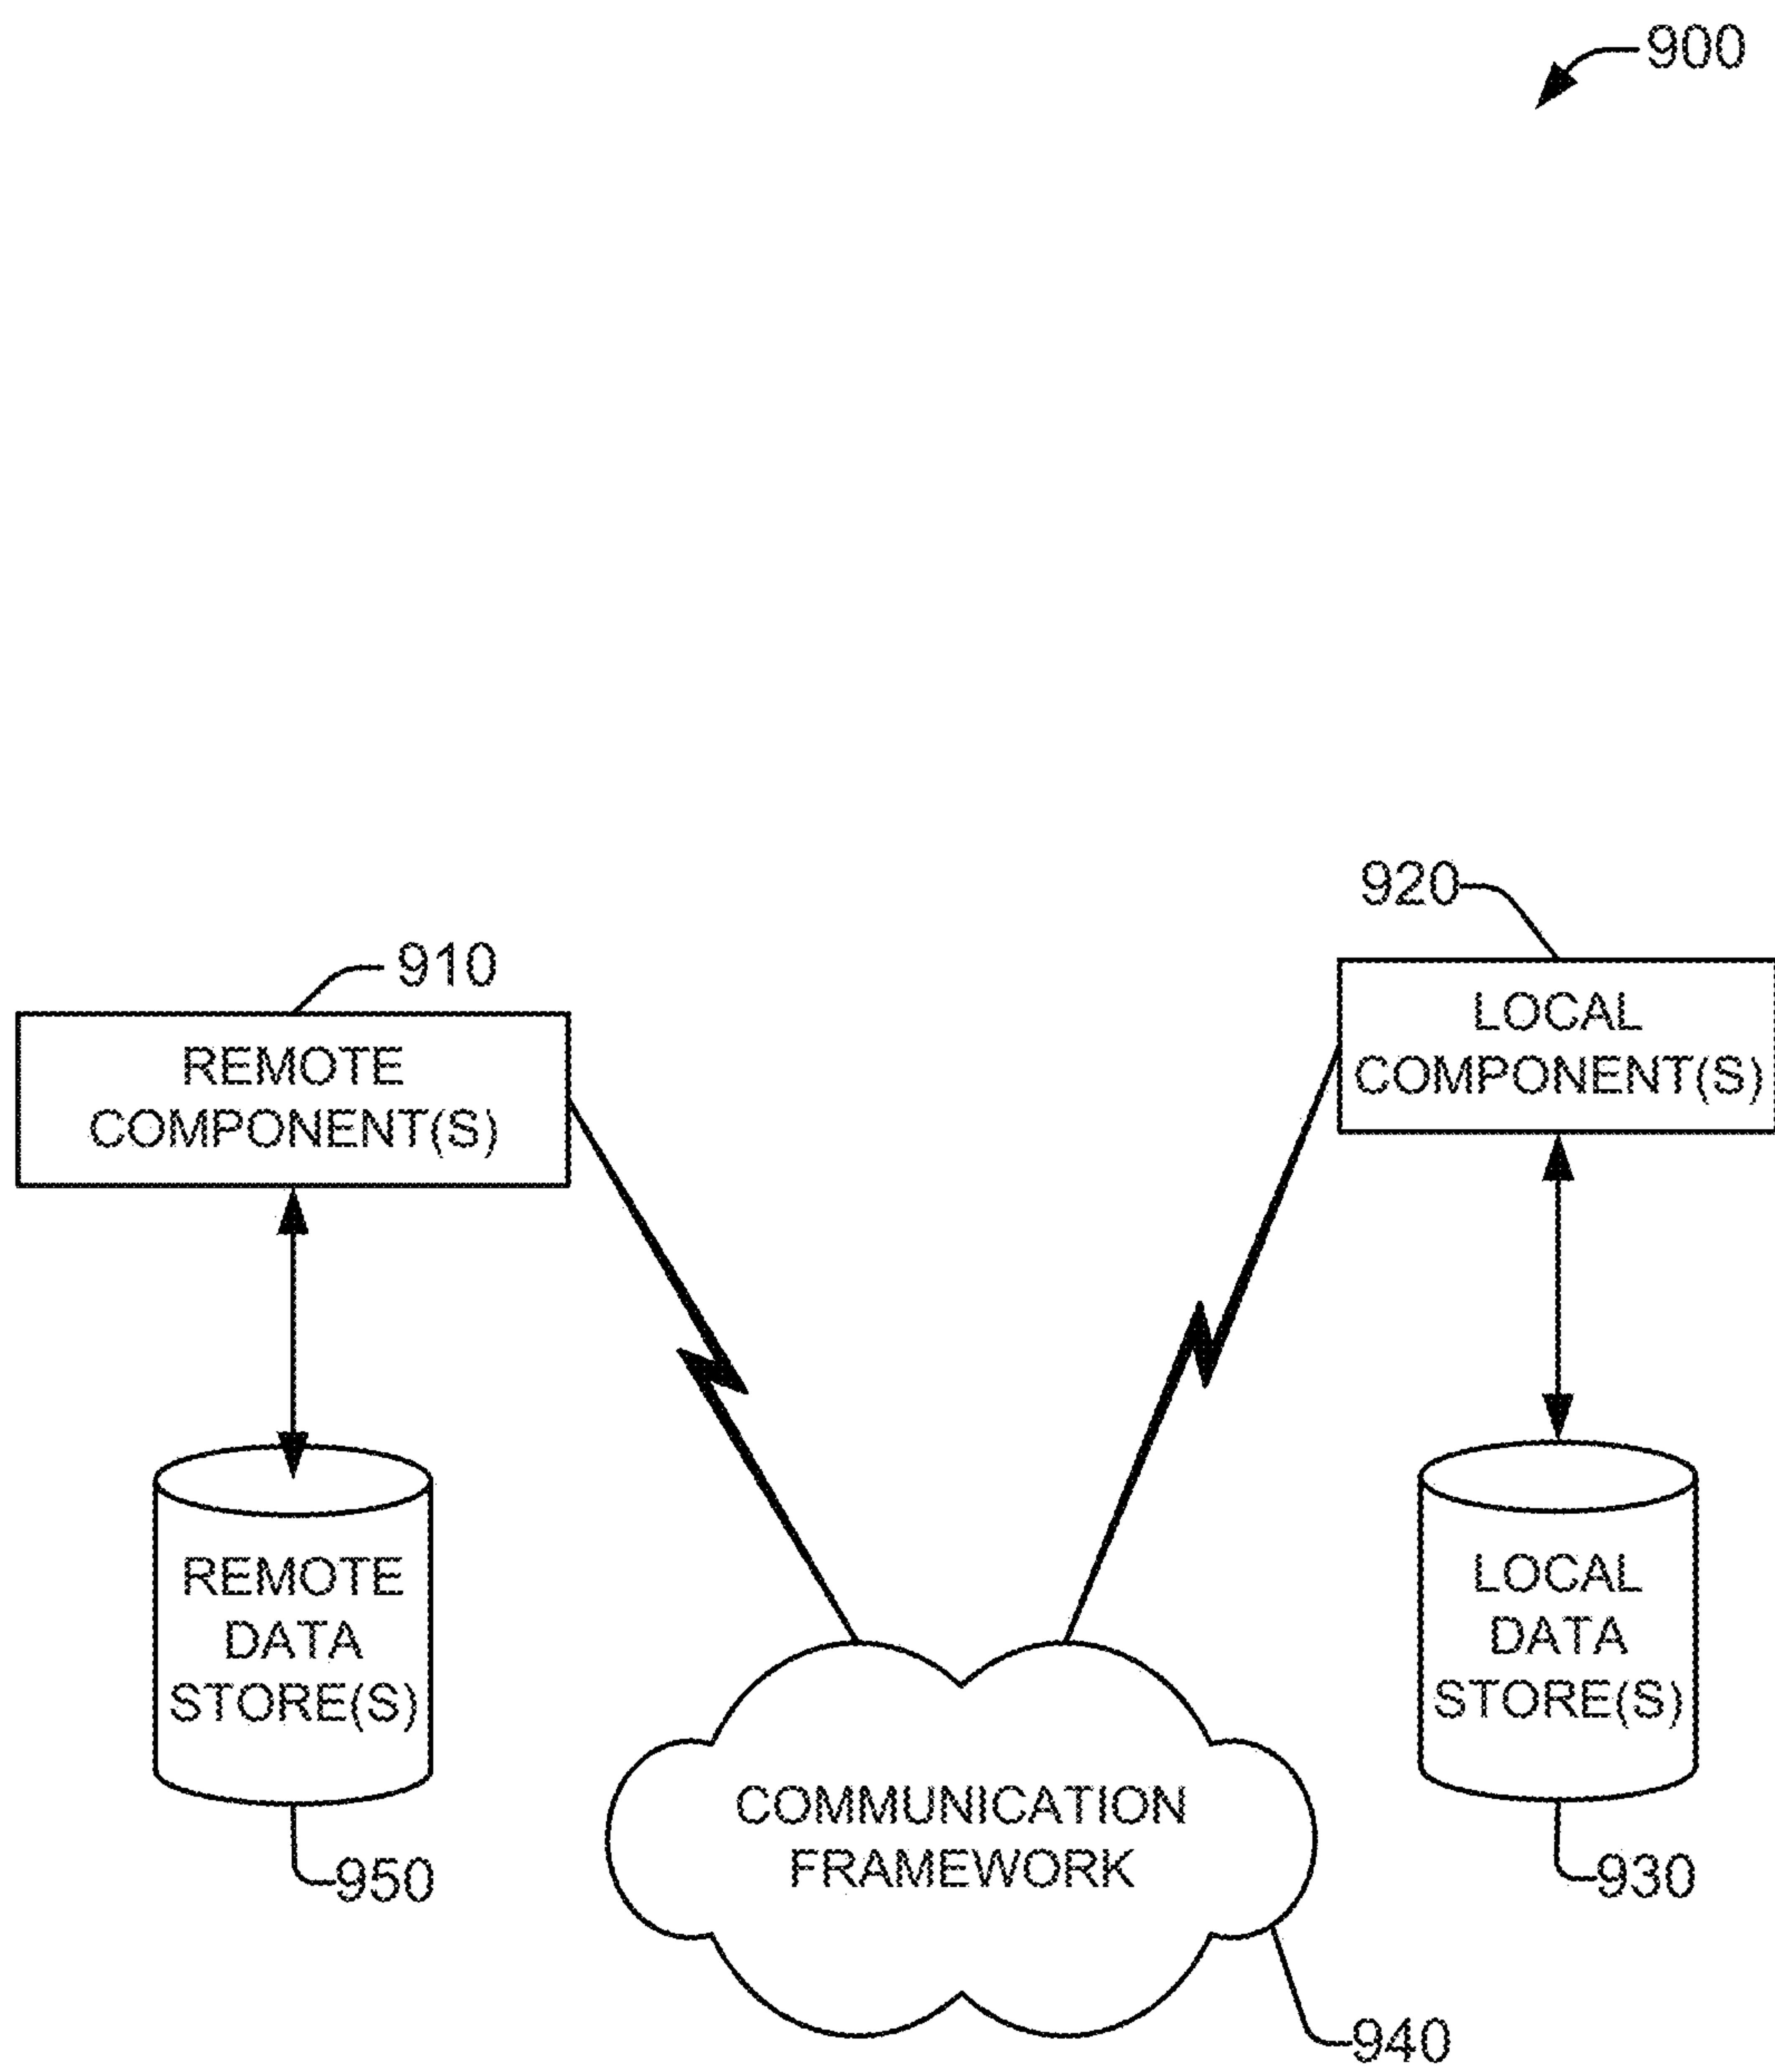 900
920
910
LOCAL
COMPONENT(S)
REMOTE
COMPONENT(S)
REMOTE
DATA
STORE(S)
LOCAL
DATA
STORE(S)
COMMUNICATION
FRAMEWORK
950
930
940